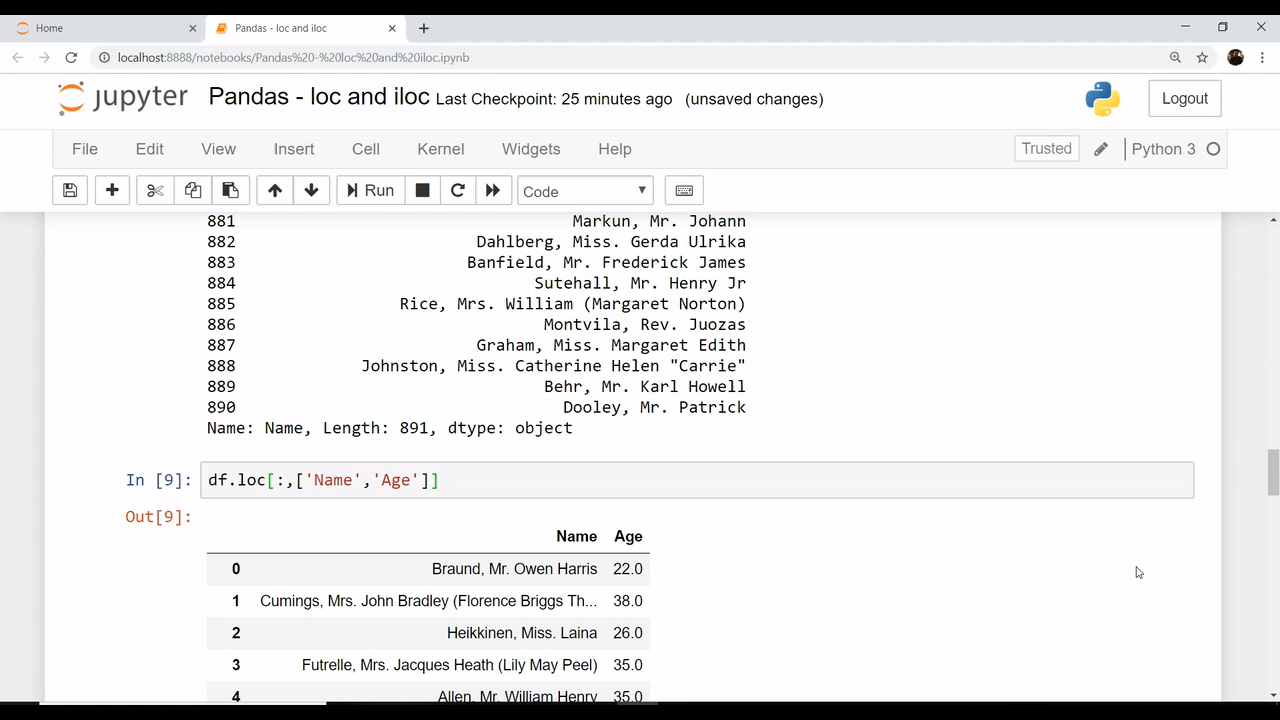 Home
Pandas - loc and iloc
localhost:8888/notebooks/Pandas%20-%20loc%20and%20iloc.ipynb
jupyter Pandas - loc and iloc Last Checkpoint: 25 minutes ago (unsaved changes)
Logout
File Edit View Insert Cell Kernel Widgets Help
Trusted
Python 3
Run
Code
881 Markun, Mr. Johann
882 Dahlberg, Miss. Gerda Ulrika
883 Banfield, Mr. Frederick James
884 Sutehall, Mr. Henry Jr
885 Rice, Mrs. William (Margaret Norton)
886 Montvila, Rev. Juozas
887 Graham, Miss. Margaret Edith
888 Johnston, Miss. Catherine Helen "Carrie"
889 Behr, Mr. Karl Howell
890 Dooley, Mr. Patrick
Name: Name, Length: 891, dtype: object
In [9]: df.loc[:,['Name','Age']]
Out[9]:
Name Age
0 Braund, Mr. Owen Harris 22.0
1 Cumings, Mrs. John Bradley (Florence Briggs Th... 38.0
2 Heikkinen, Miss. Laina 26.0
3 Futrelle, Mrs. Jacques Heath (Lily May Peel) 35.0
4 Allen, Mr. William Henry 35.0